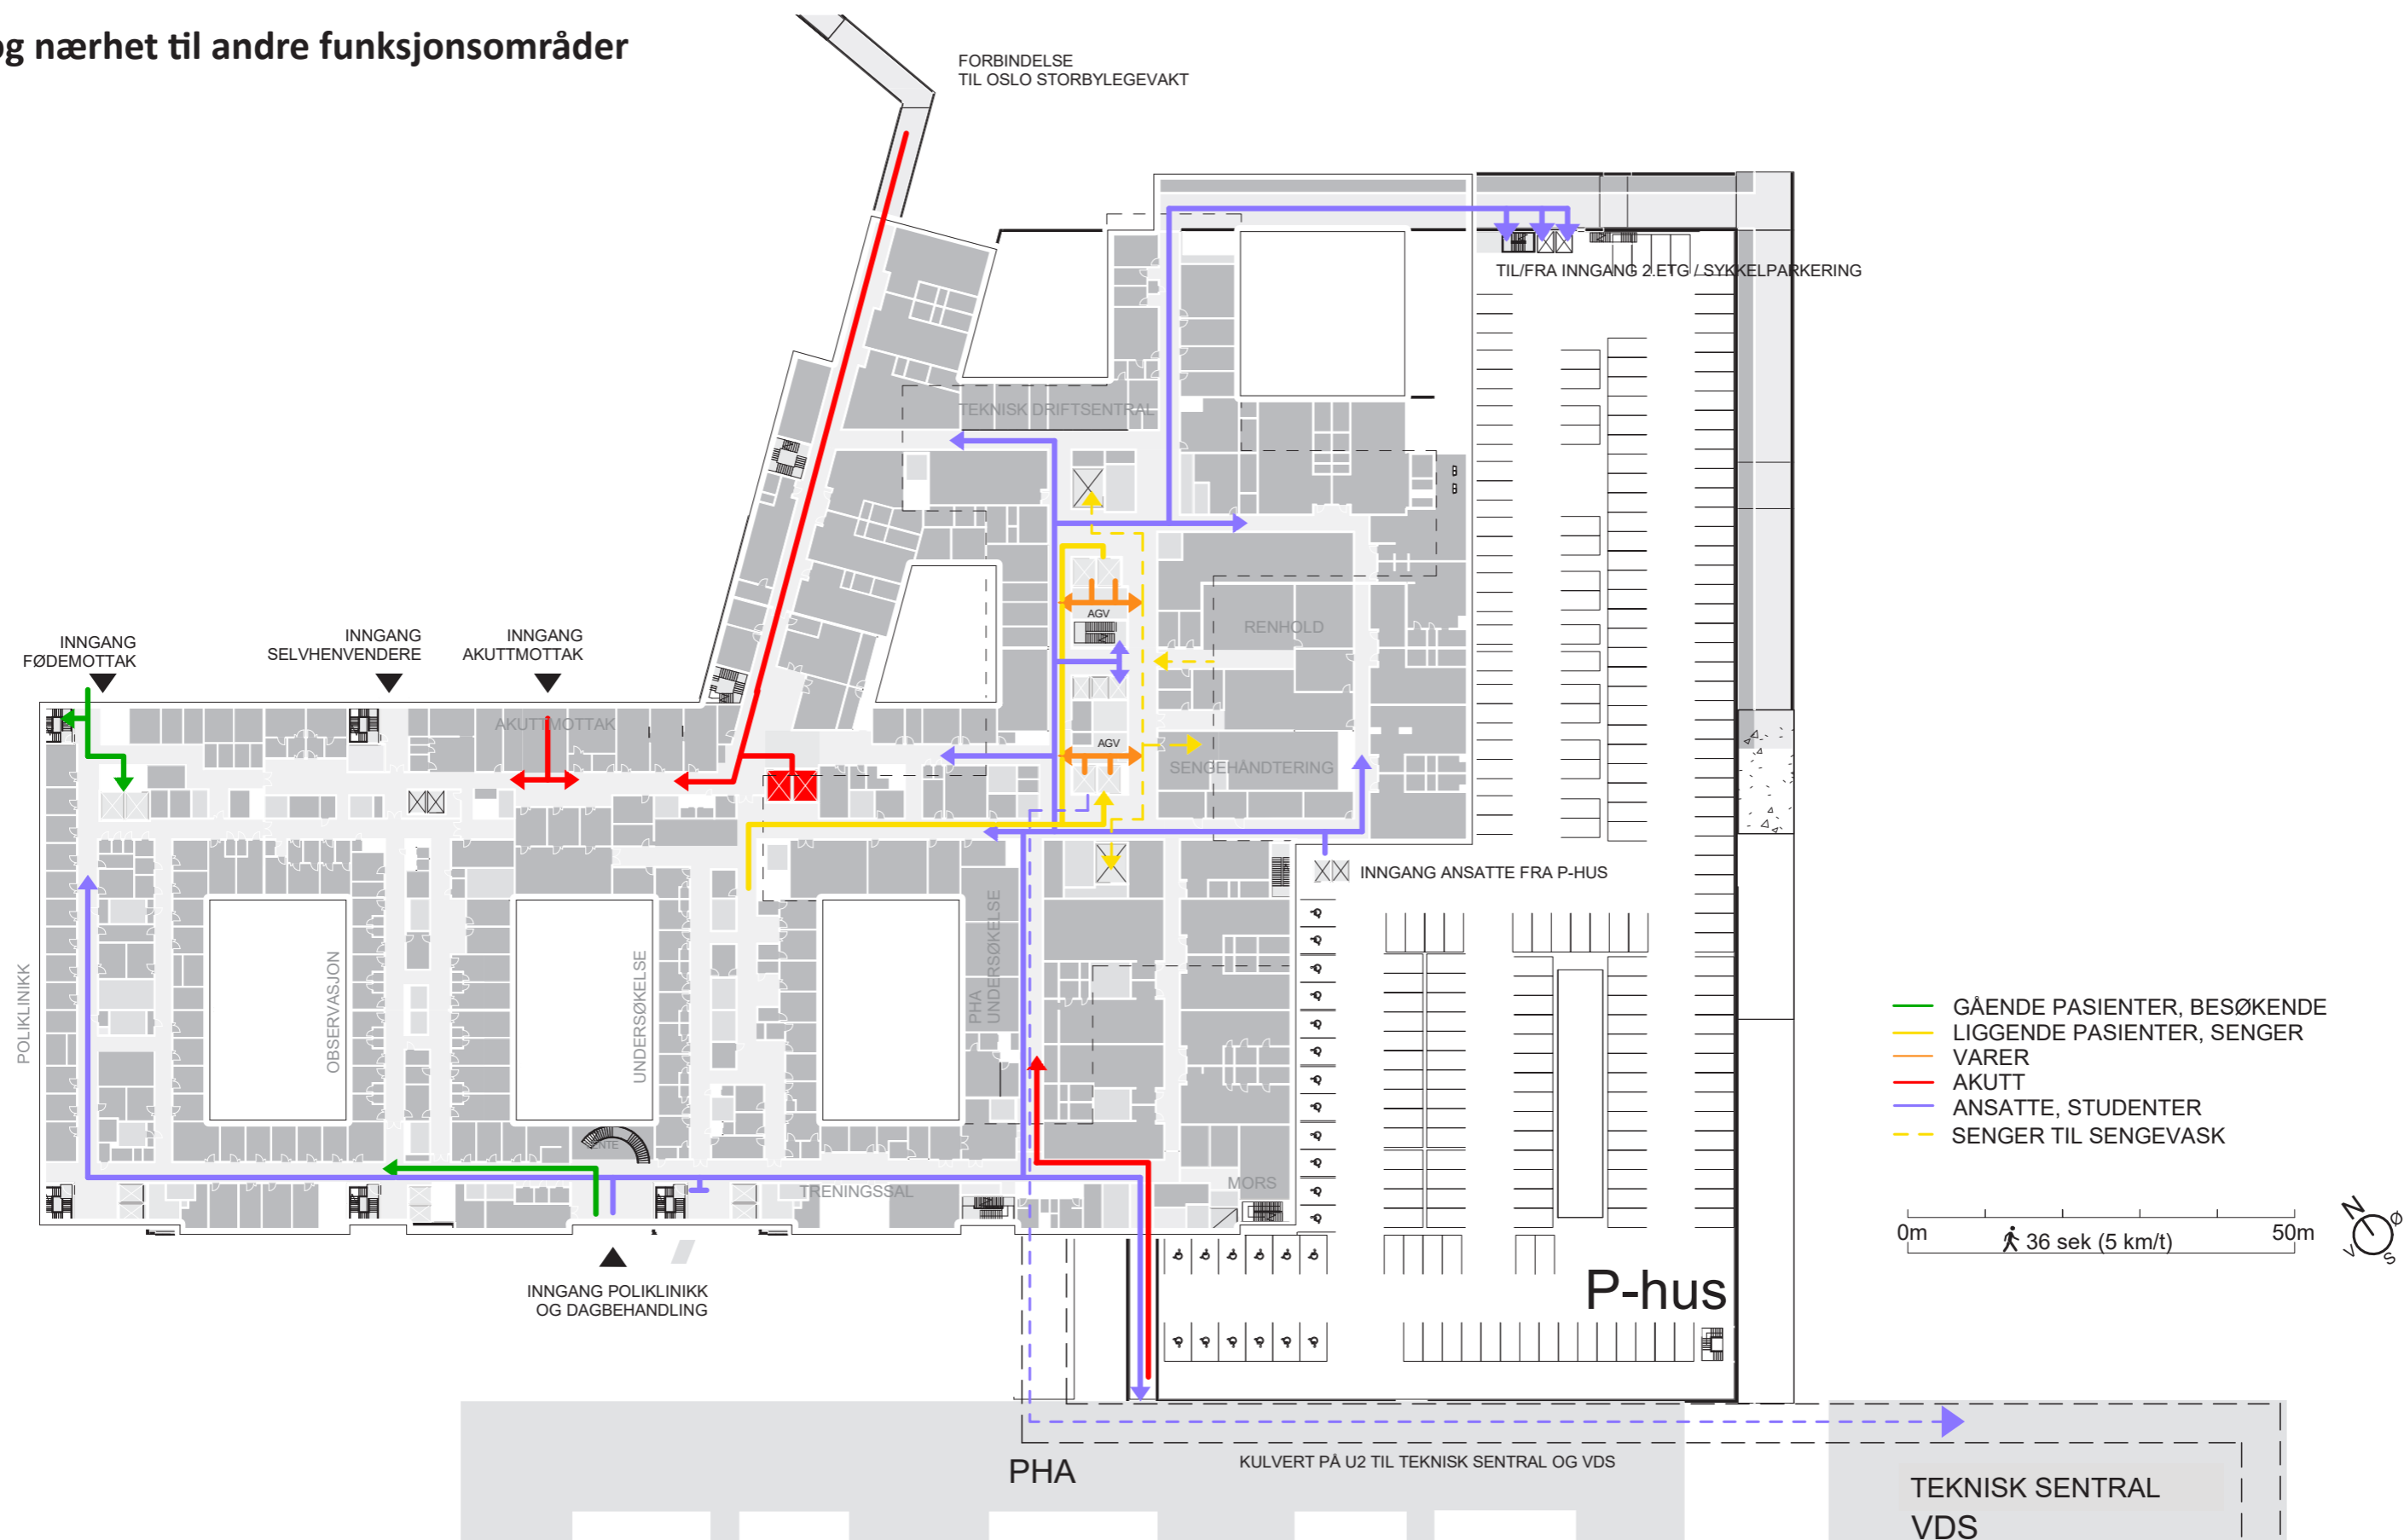 og nærhet til andre funksjonsområder
FORBINDELSE
TIL OSLO STORBYLEGEVAKT
TIL/FRA INNGANG 2.ETG / SYKKELPARKERING
TEKNISK DRIFTSENTRAL
AGV
RENHOLD
INNGANG
FØDEMOTTAK
INNGANG
SELVHENVENDERE
INNGANG
AKUTTMOTTAK
AKUTTMOTTAK
AGV
SENGEHÅNDTERING
INNGANG ANSATTE FRA P-HUS
POLIKLINIKK
OBSERVASJON
UNDERSØKELSE
PHA
UNDERSØKELSE
GÅENDE PASIENTER, BESØKENDE
LIGGENDE PASIENTER, SENGER
VARER
AKUTT
ANSATTE, STUDENTER
SENGER TIL SENGEVASK
TRENINGSSAL
MORS
N
Ø
V
S
0m
36 sek (5 km/t)
50m
INNGANG POLIKLINIKK
OG DAGBEHANDLING
P-hus
PHA
KULVERT PÅ U2 TIL TEKNISK SENTRAL OG VDS
TEKNISK SENTRAL
VDS